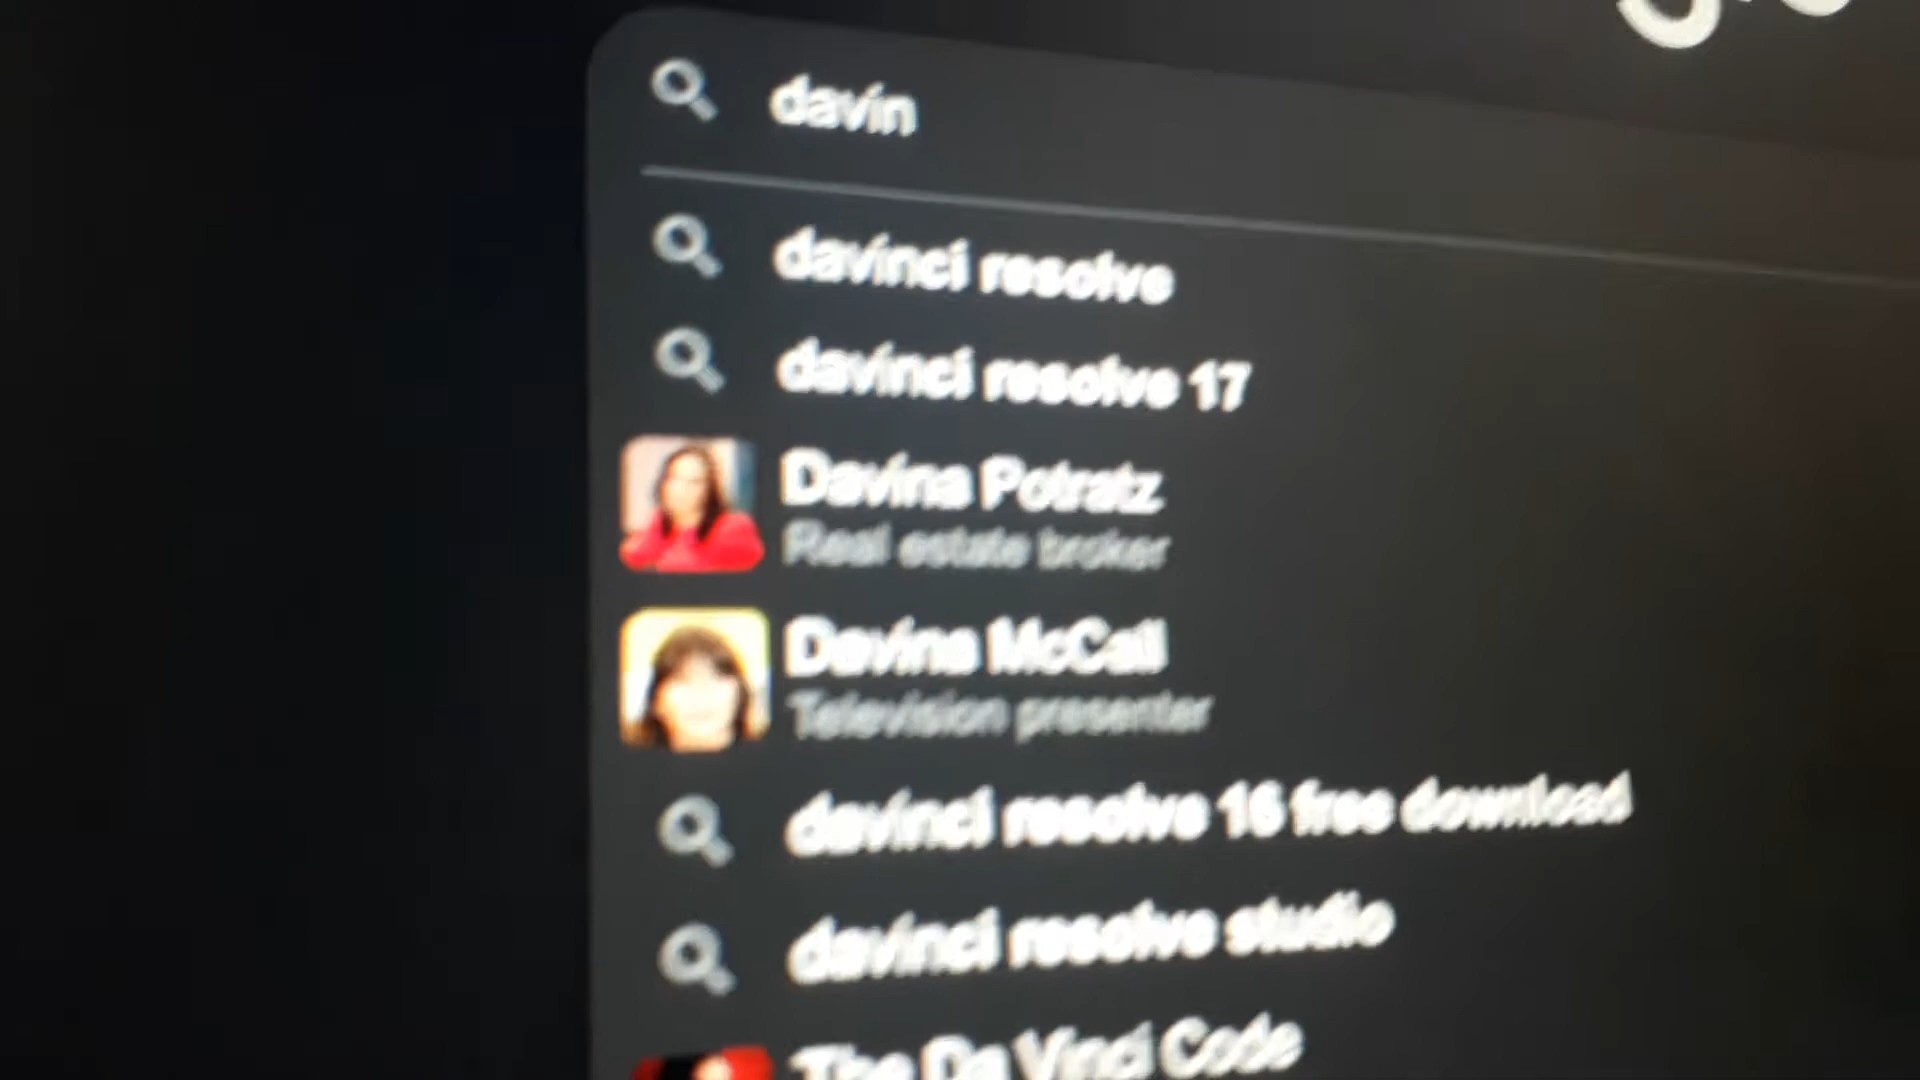 davin
davinci resolve
davinci resolve 17
Davina Potratz
Real estate broker
Davina McCall
Television presenter
davinci resolve 16 free download
davinci resolve studio
The Da Vinci Code